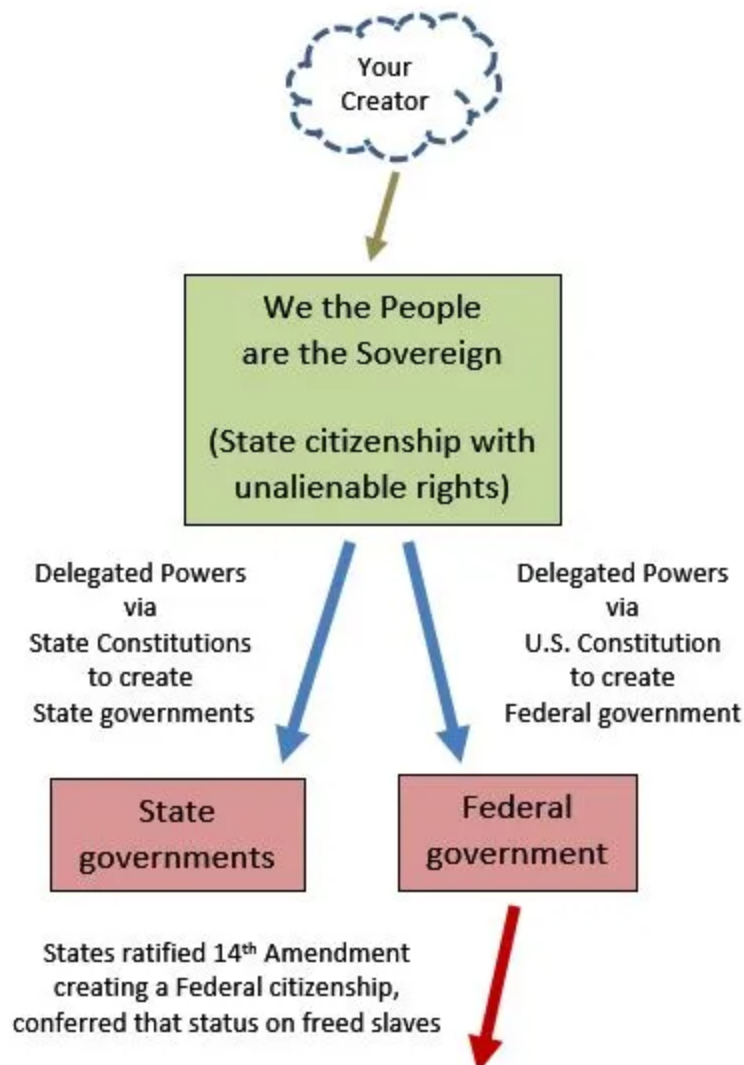 Your
Creator
We the People
are the Sovereign
(State citizenship with
unalienable rights)
Delegated Powers
via
State Constitutions
to create
State governments
Delegated Powers
via
U.S. Constitution
to create
Federal government
State
governments
Federal
government
States ratified 14th Amendment
creating a Federal citizenship,
conferred that status on freed slaves